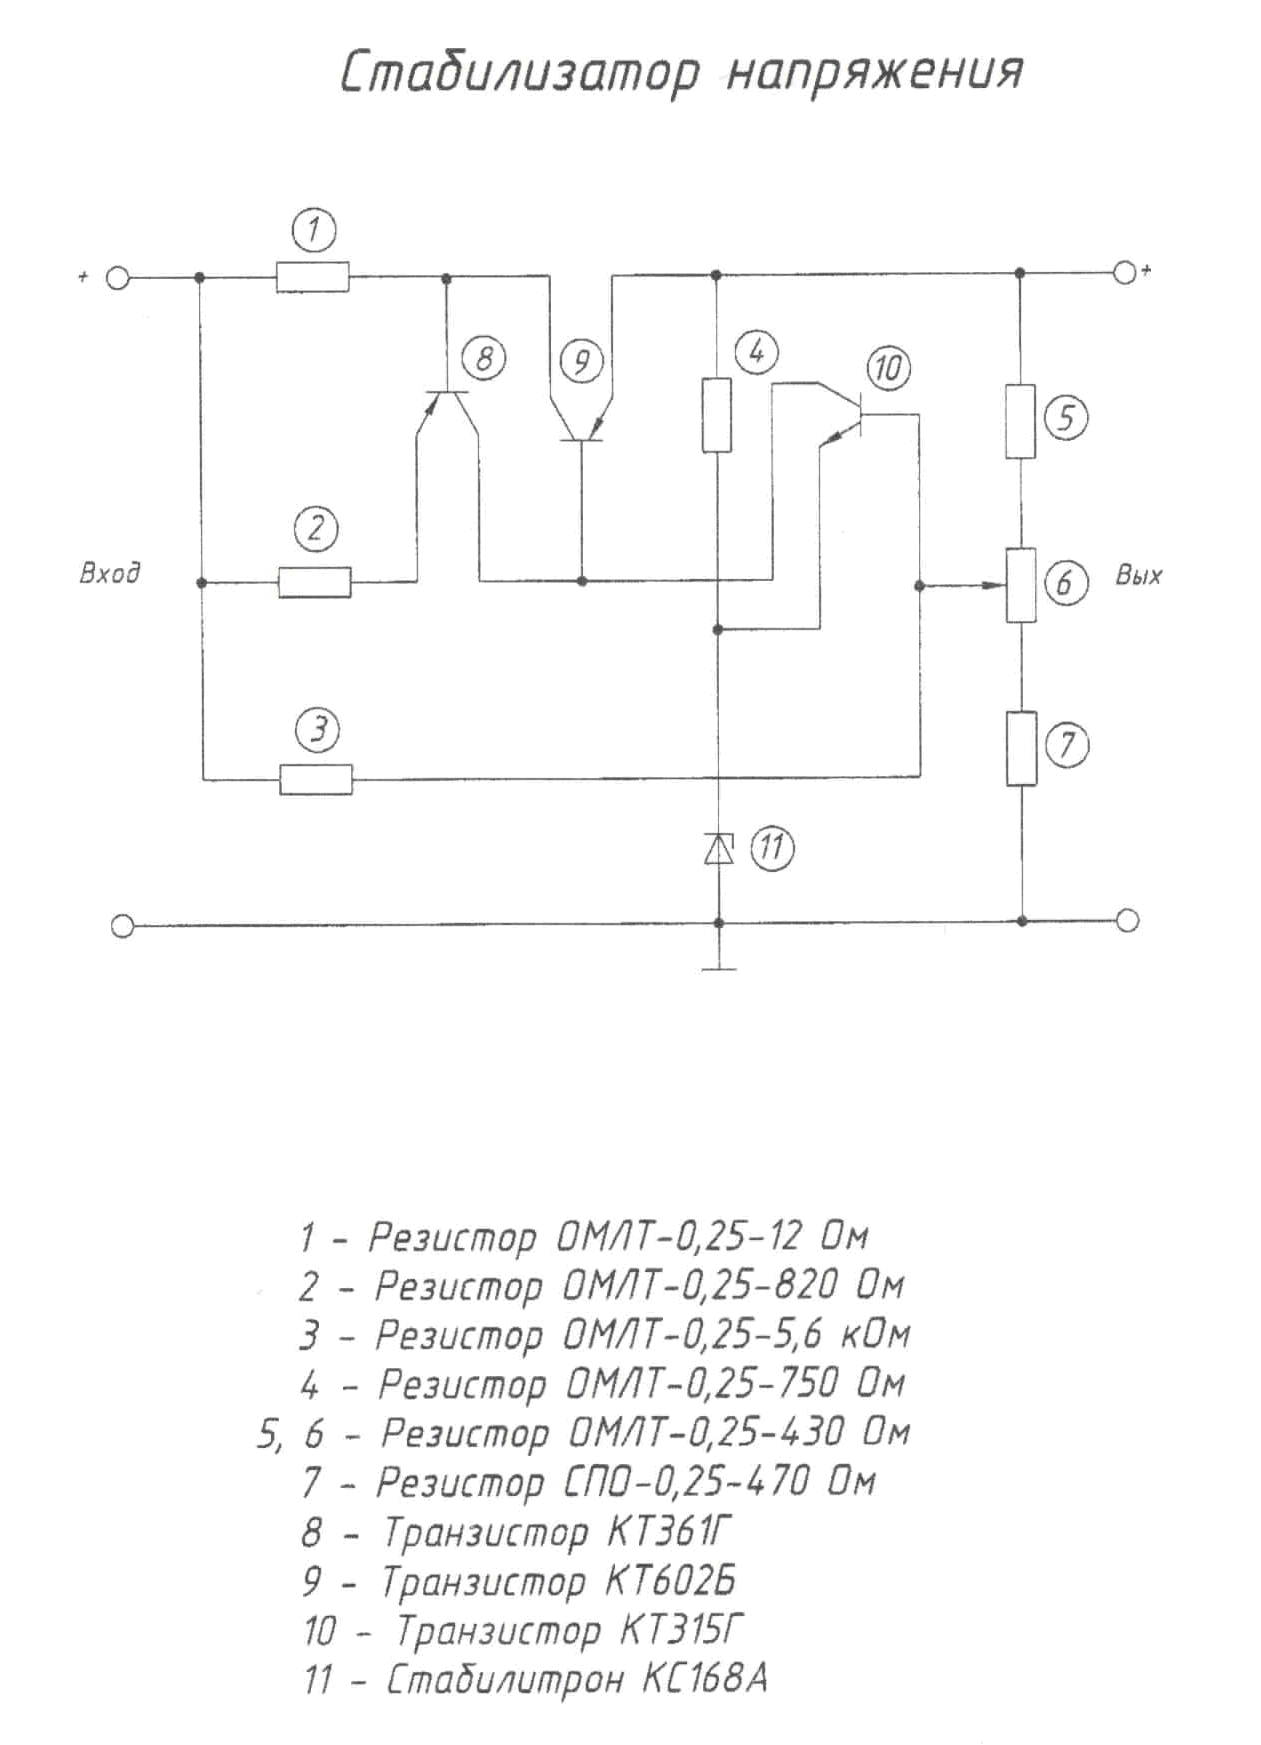 Стабилизатор напряжения
1
+
+
8
9
4
10
5
2
Вход
6
Вых
3
7
11
1 - Резистор ОМЛТ-0,25-12 Ом
2 - Резистор ОМЛТ-0,25-820 Ом
3 - Резистор ОМЛТ-0,25-5,6 кОм
4 - Резистор ОМЛТ-0,25-750 Ом
5, 6 - Резистор ОМЛТ-0,25-430 Ом
7 - Резистор СПО-0,25-470 Ом
8 - Транзистор КТ361Г
9 - Транзистор КТ602Б
10 - Транзистор КТ315Г
11 - Стабилитрон КС168А